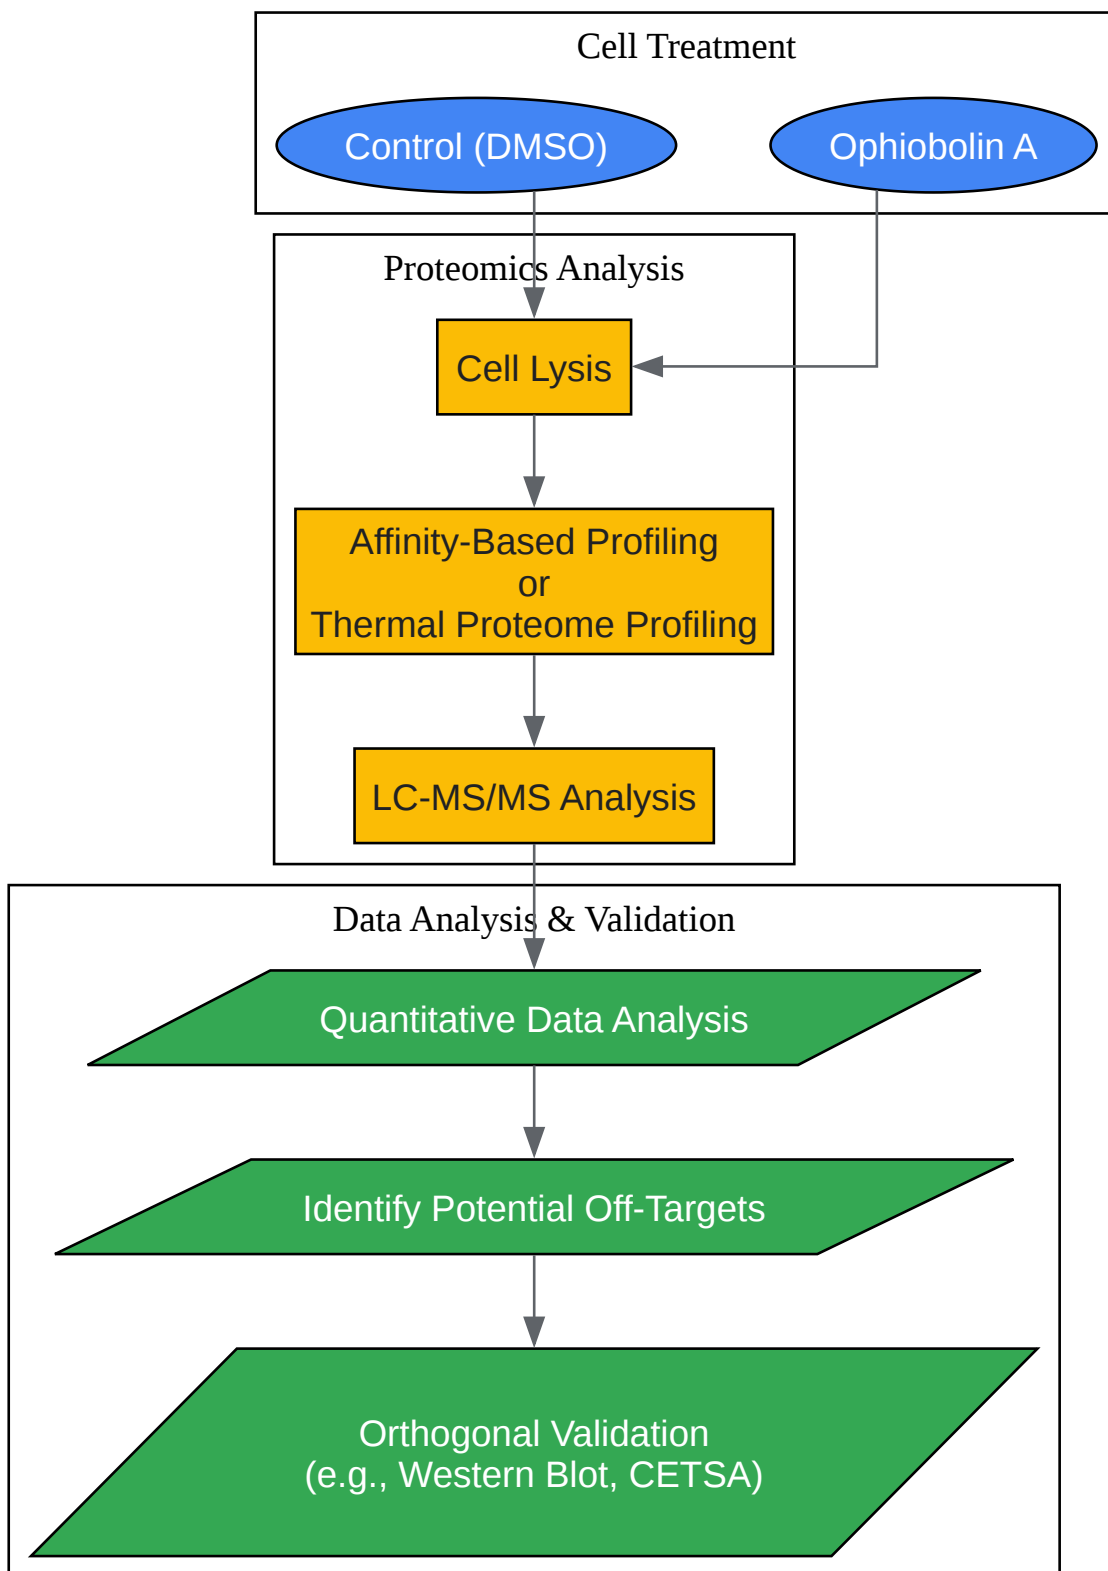 Cell Treatment
Control (DMSO)
Ophiobolin A
Proteomics Analysis
Cell Lysis
Affinity-Based Profiling
or
Thermal Proteome Profiling
LC-MS/MS Analysis
Data Analysis & Validation
Quantitative Data Analysis
Identify Potential Off-Targets
Orthogonal Validation
(e.g., Western Blot, CETSA)